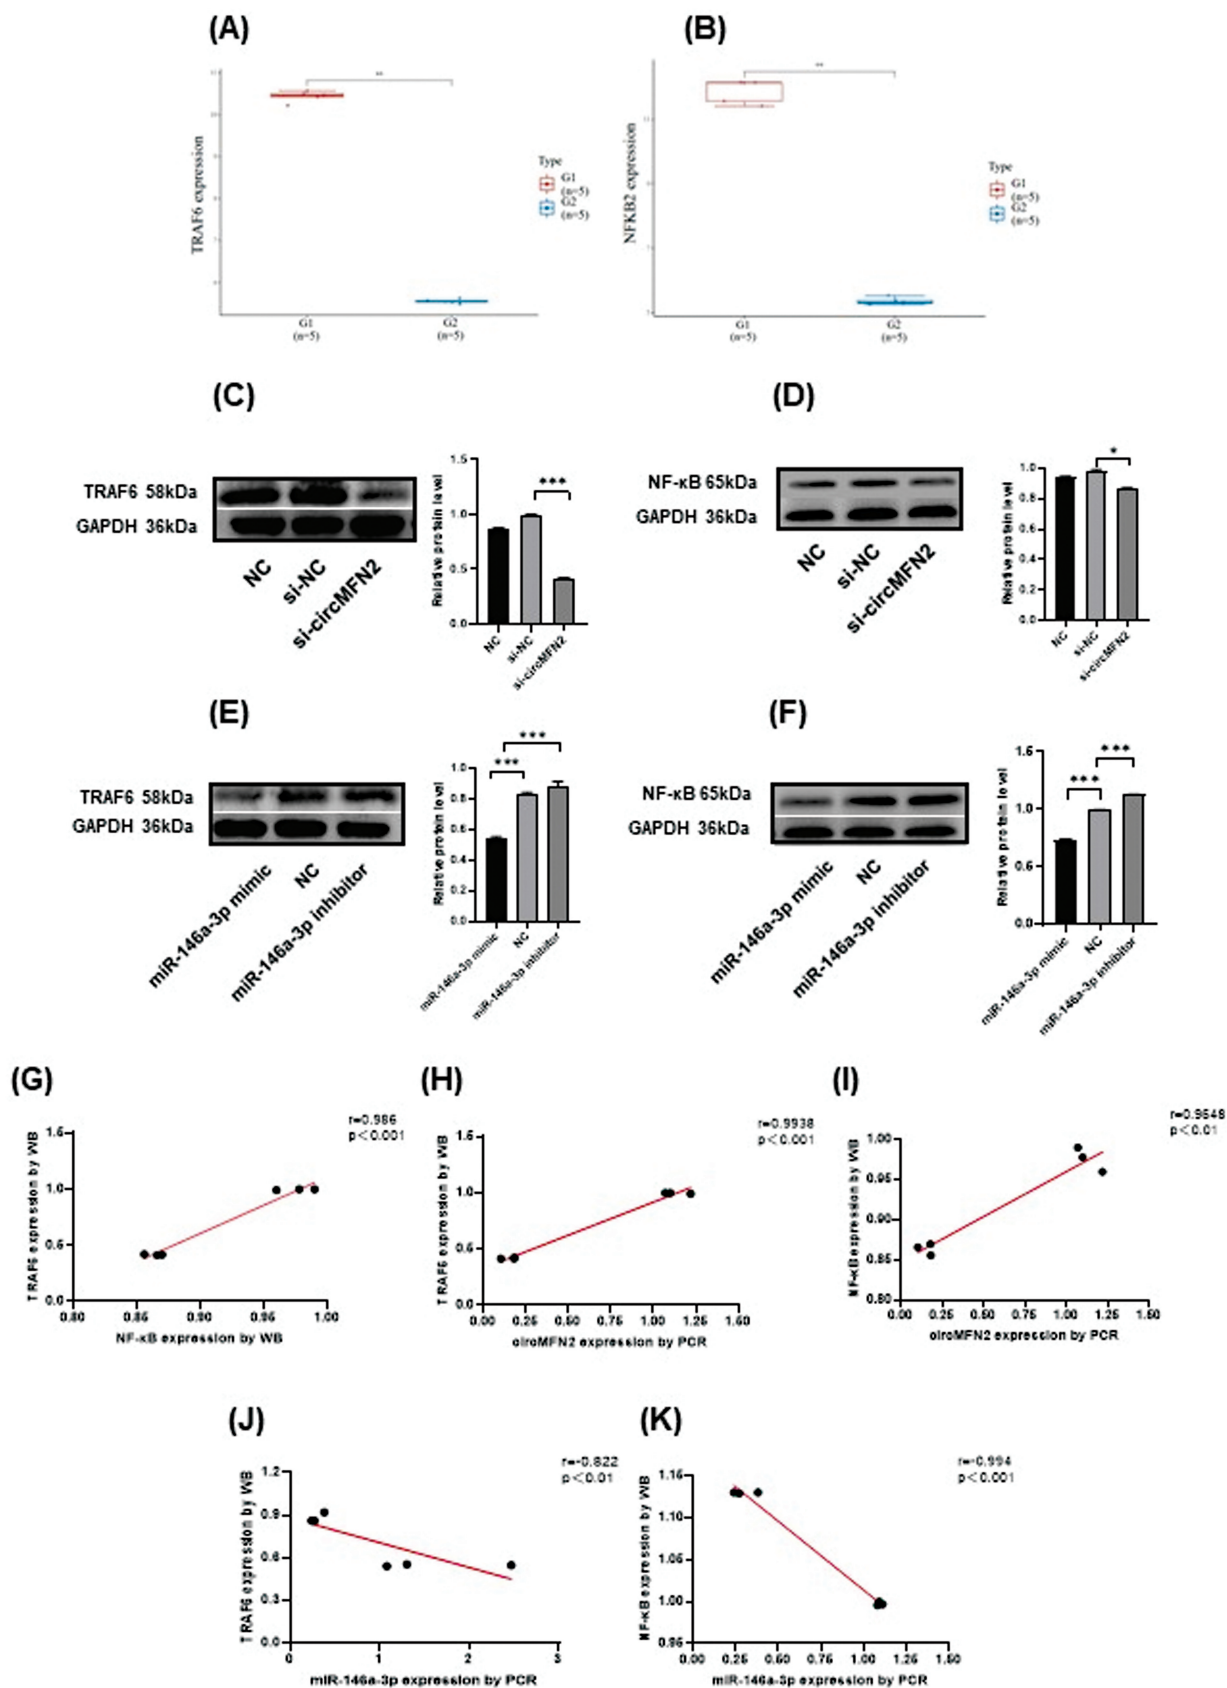 (A)
(B)
**
**
TRAF6 expression
NFKB2 expression
Type
G1
(n=5)
G2
(n=5)
Type
G1
(n=5)
G2
(n=5)
G1
(n=5)
G2
(n=5)
G1
(n=5)
G2
(n=5)
(C)
(D)
TRAF6 58kDa
GAPDH 36kDa
NC
si-NC
si-circMFN2
Relative protein level
1.5
1.0
0.5
0.0
***
NC
si-NC
si-circMFN2
NF-κB 65kDa
GAPDH 36kDa
NC
si-NC
si-circMFN2
Relative protein level
1.0
0.8
0.6
0.4
0.2
0.0
*
NC
si-NC
si-circMFN2
(E)
(F)
TRAF6 58kDa
GAPDH 36kDa
miR-146a-3p mimic
NC
miR-146a-3p inhibitor
Relative protein level
1.0
0.8
0.6
0.4
0.2
0.0
***
***
miR-146a-3p mimic
NC
miR-146a-3p inhibitor
NF-κB 65kDa
GAPDH 36kDa
miR-146a-3p mimic
NC
miR-146a-3p inhibitor
Relative protein level
1.5
1.0
0.5
0.0
***
***
miR-146a-3p mimic
NC
miR-146a-3p inhibitor
(G)
(H)
(I)
r=0.986
p<0.001
TRAF6 expression by WB
1.5
1.0
0.5
0.0
0.80
0.85
0.90
0.95
1.00
NF-κB expression by WB
r=0.9938
p<0.001
TRAF6 expression by WB
1.5
1.0
0.5
0.0
0.00
0.25
0.50
0.75
1.00
1.25
1.50
circMFN2 expression by PCR
r=0.9548
p<0.01
NF-κB expression by WB
1.00
0.95
0.90
0.85
0.80
0.00
0.25
0.50
0.75
1.00
1.25
1.50
circMFN2 expression by PCR
(J)
(K)
r=-0.822
p<0.01
TRAF6 expression by WB
1.2
0.9
0.6
0.3
0.0
0
1
2
3
miR-146a-3p expression by PCR
r=-0.994
p<0.001
NF-κB expression by WB
1.15
1.10
1.05
1.00
0.95
0.00
0.25
0.50
0.75
1.00
1.25
1.50
miR-146a-3p expression by PCR